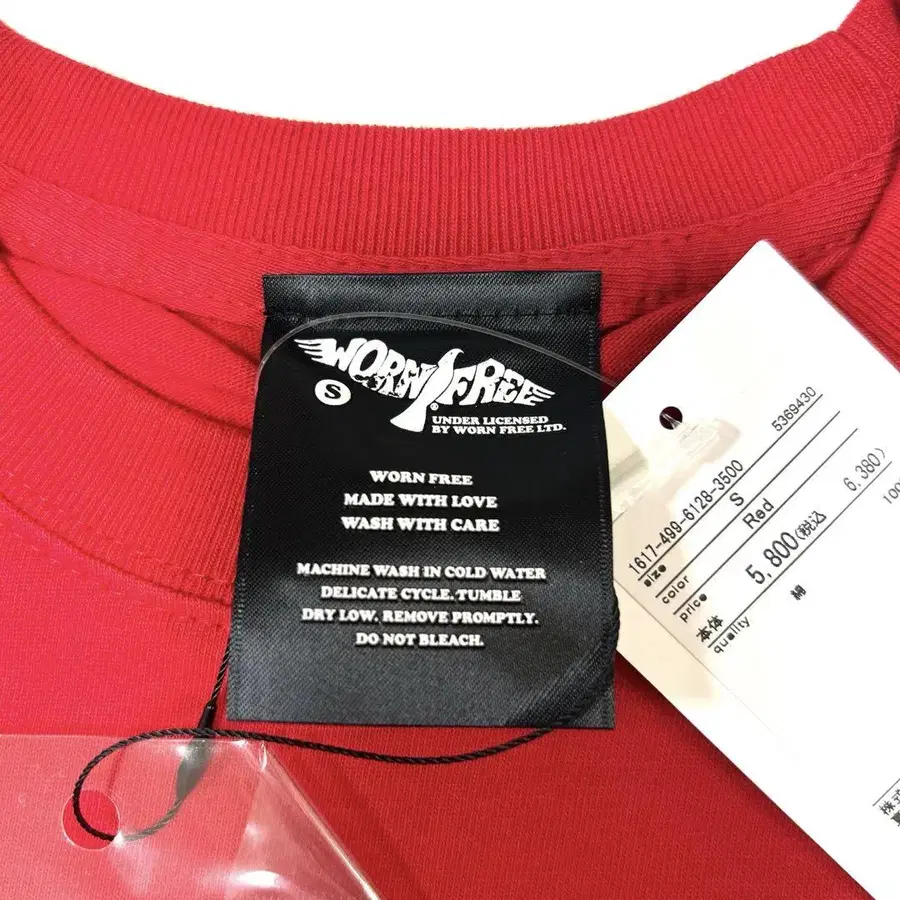 WORN FREE
®
S
UNDER LICENSED
BY WORN FREE LTD.
WORN FREE
MADE WITH LOVE
WASH WITH CARE
MACHINE WASH IN COLD WATER
DELICATE CYCLE. TUMBLE
DRY LOW. REMOVE PROMPTLY.
DO NOT BLEACH.
1617-499-6128-3500 5369430
size S
color Red
price
本体 5,800(税込 6,380)
quality 綿 100
株式